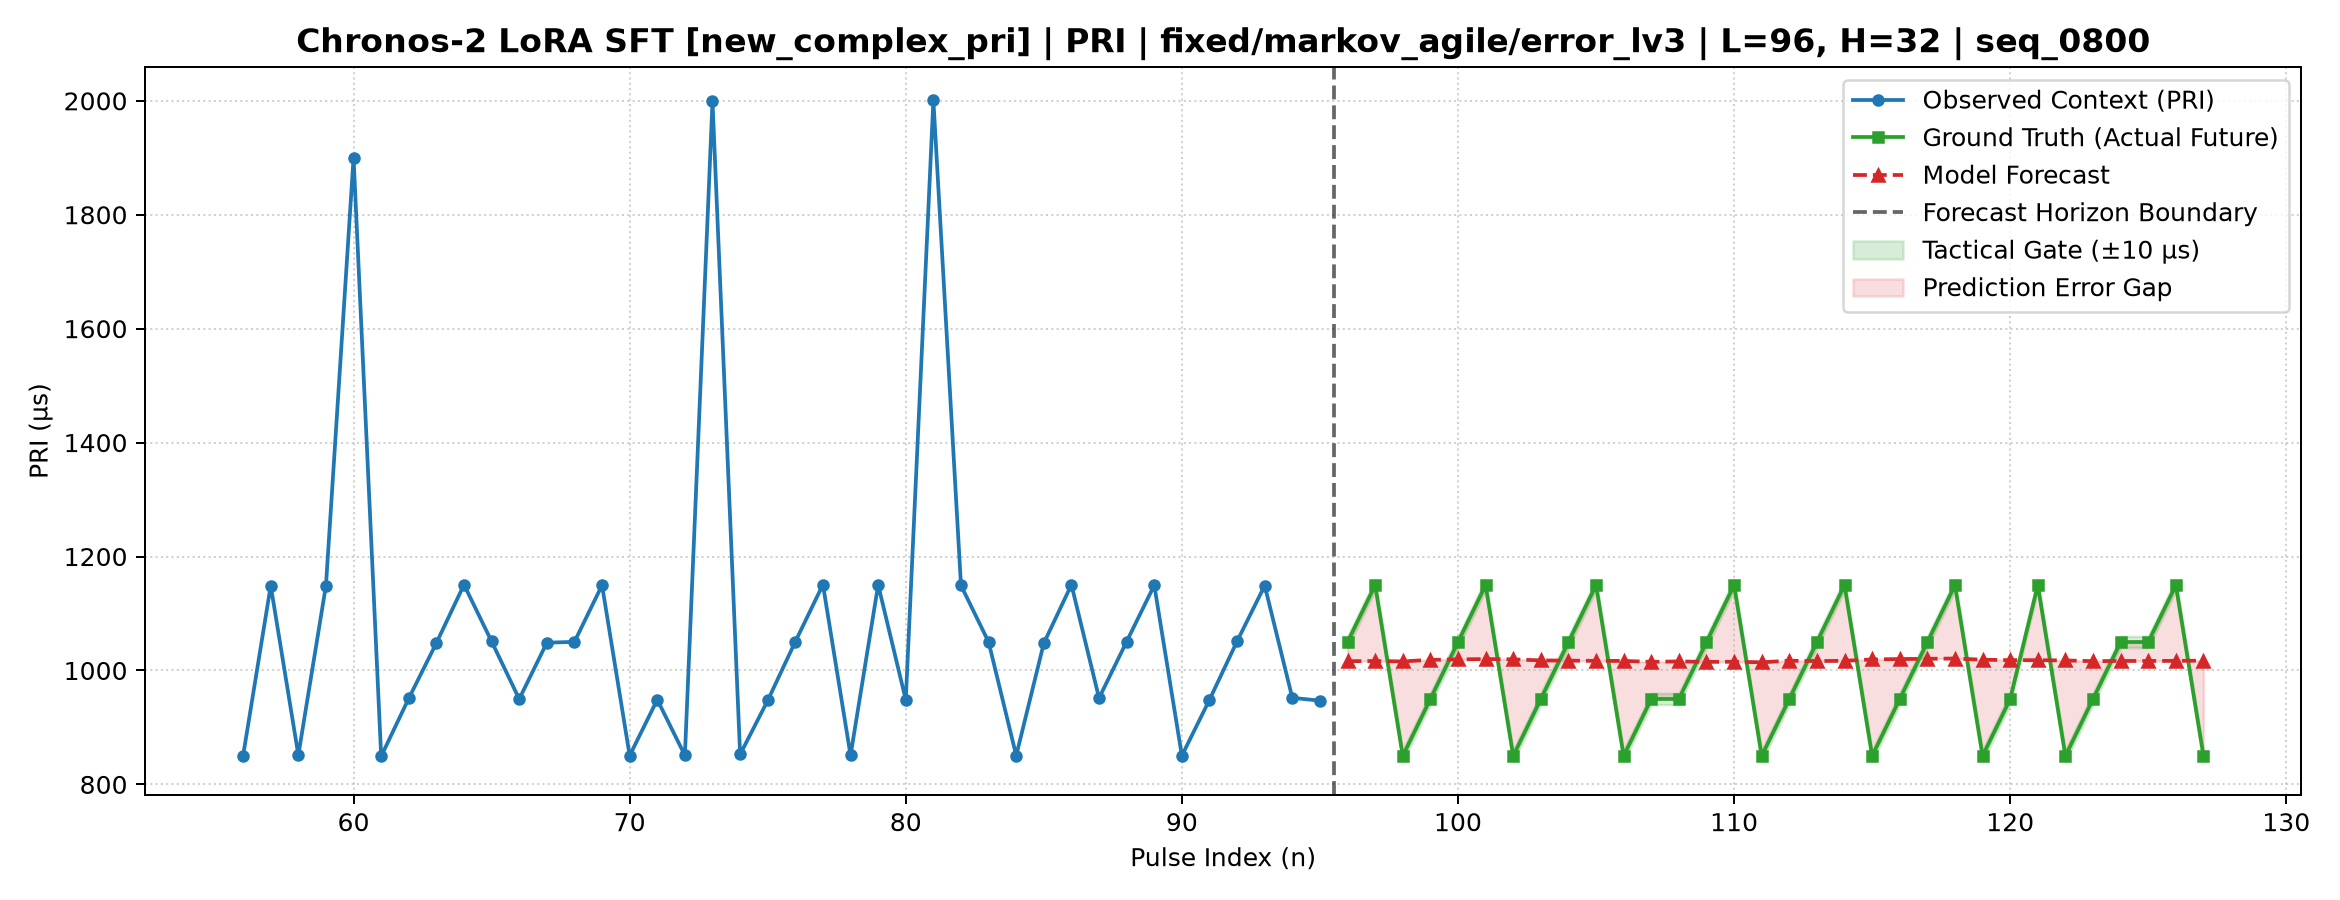 Chronos-2 LoRA SFT [new_complex_pri] | PRI | fixed/markov_agile/error_lv3 | L=96, H=32 | seq_0800
Observed Context (PRI)
Ground Truth (Actual Future)
Model Forecast
Forecast Horizon Boundary
Tactical Gate (±10 µs)
Prediction Error Gap
PRI (µs)
2000
1800
1600
1400
1200
1000
800
60 70 80 90 100 110 120 130
Pulse Index (n)